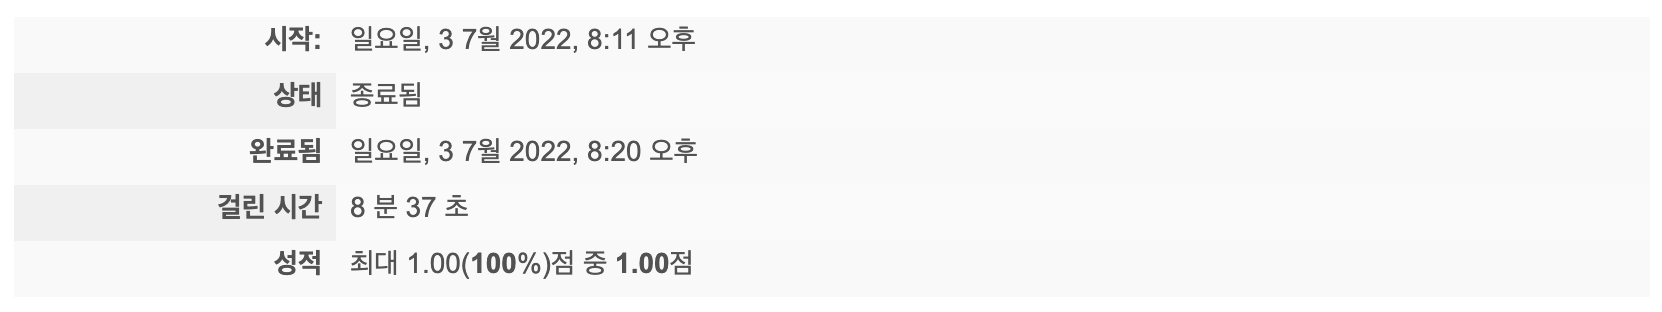 시작: 일요일, 3 7월 2022, 8:11 오후
상태 종료됨
완료됨 일요일, 3 7월 2022, 8:20 오후
걸린 시간 8 분 37 초
성적 최대 1.00(100%)점 중 1.00점